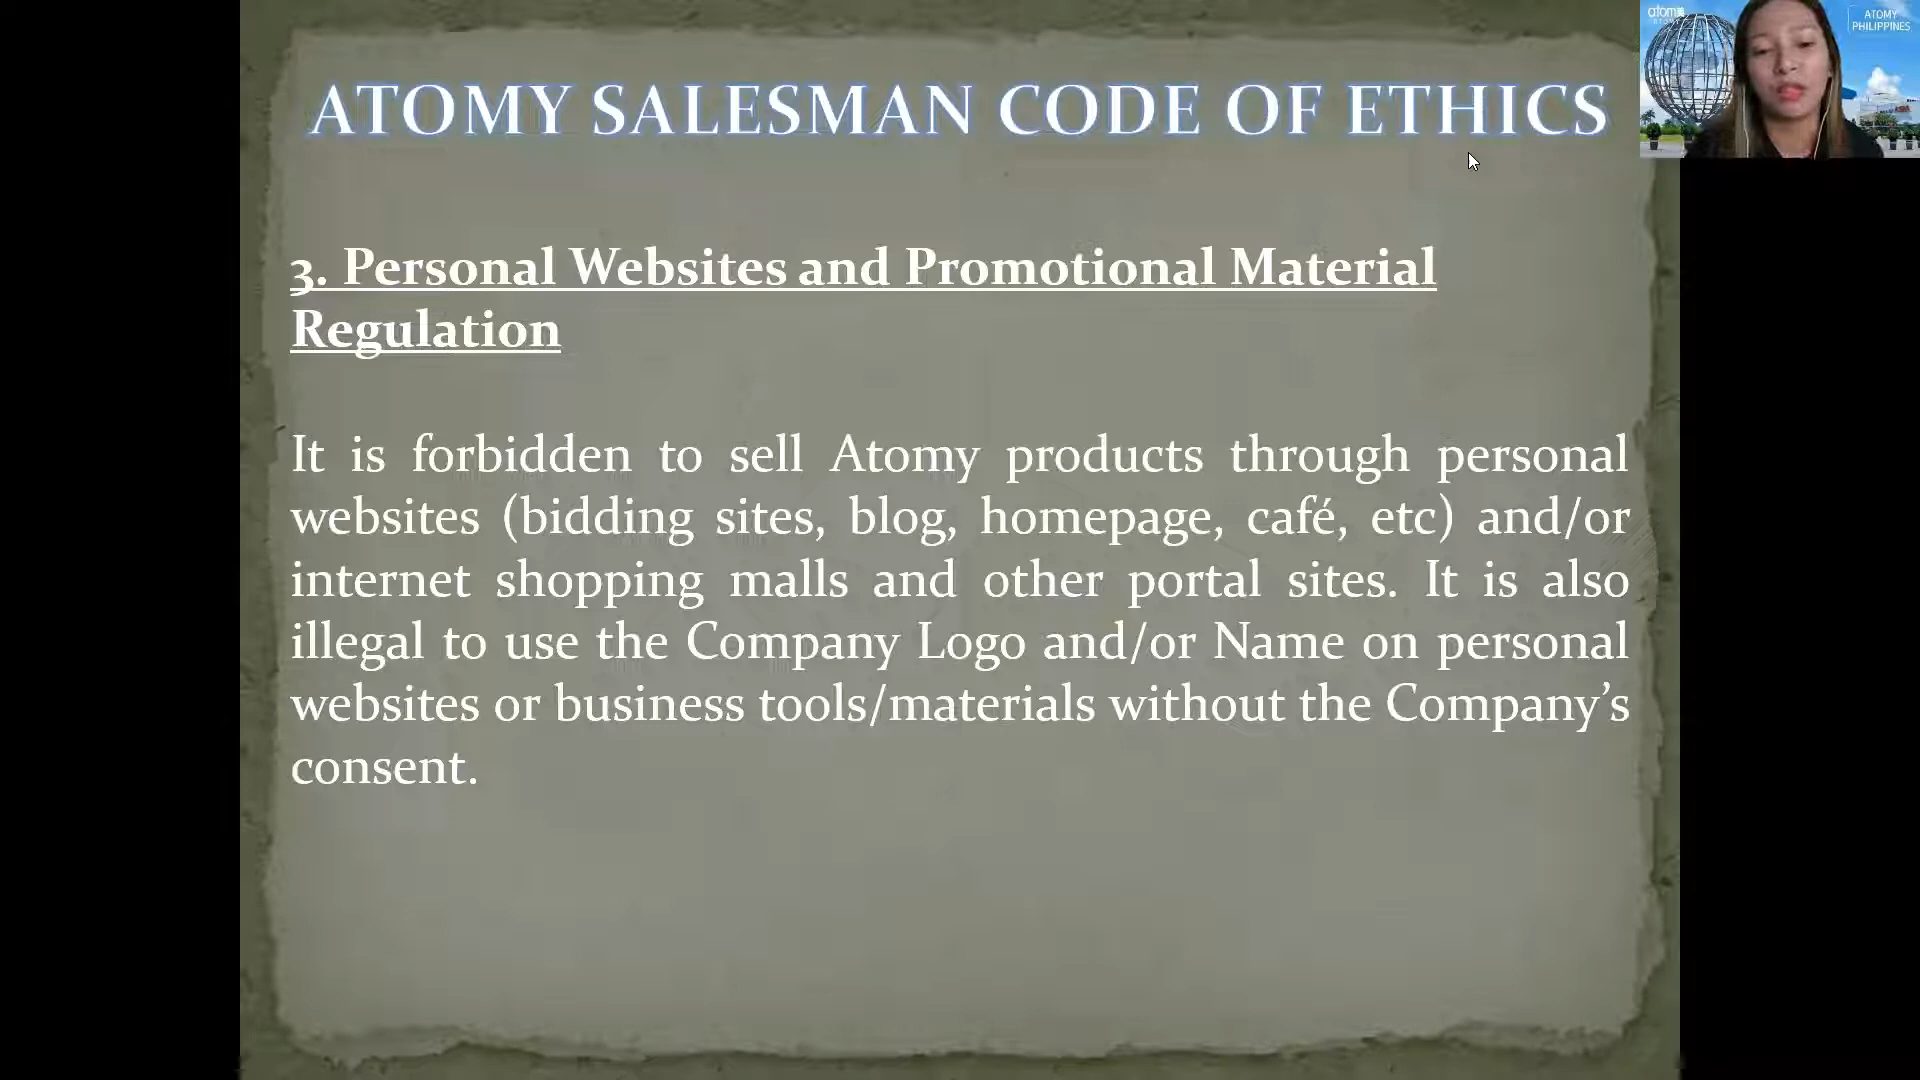 ATOMY SALESMAN CODE OF ETHICS
3. Personal Websites and Promotional Material
Regulation
It is forbidden to sell Atomy products through personal
websites (bidding sites, blog, homepage, café, etc) and/or
internet shopping malls and other portal sites. It is also
illegal to use the Company Logo and/or Name on personal
websites or business tools/materials without the Company’s
consent.
ATOMY
PHILIPPINES